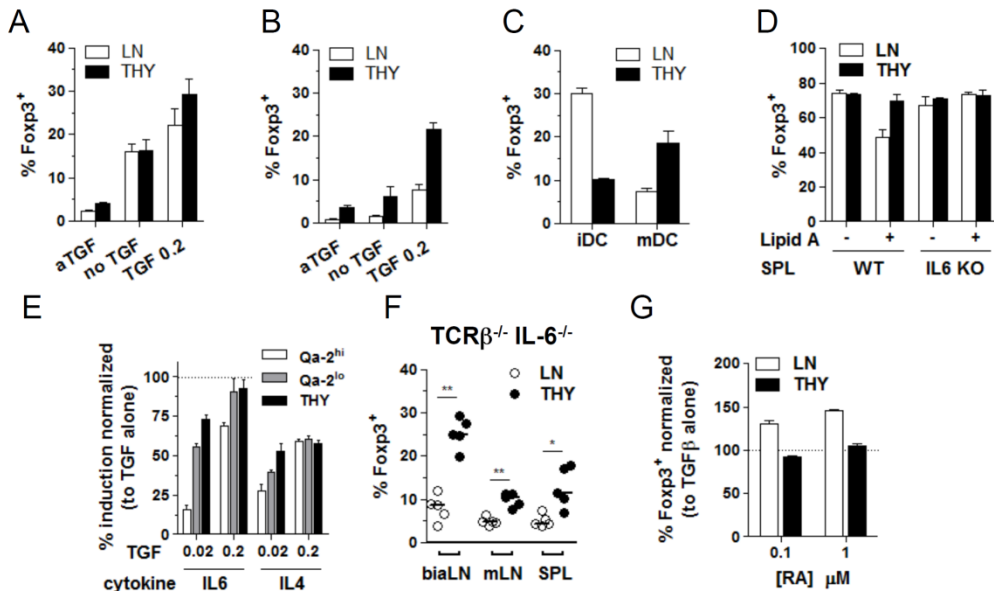 A
LN
THY
% Foxp3+
40
30
20
10
0
aTGF
no TGF
TGF 0.2
B
LN
THY
% Foxp3+
40
30
20
10
0
aTGF
no TGF
TGF 0.2
C
LN
THY
% Foxp3+
40
30
20
10
0
iDC
mDC
D
LN
THY
% Foxp3+
100
80
60
40
20
0
Lipid A - + - +
SPL WT IL6 KO
E
Qa-2hi
Qa-2lo
THY
% induction normalized
(to TGF alone)
100
75
50
25
0
TGF 0.02 0.2 0.02 0.2
cytokine IL6 IL4
F
TCRβ-/- IL-6-/-
LN
THY
% Foxp3+
40
30
20
10
0
**
**
*
biaLN mLN SPL
G
LN
THY
% Foxp3+ normalized
(to TGFβ alone)
200
150
100
50
0
0.1 1
[RA] μM